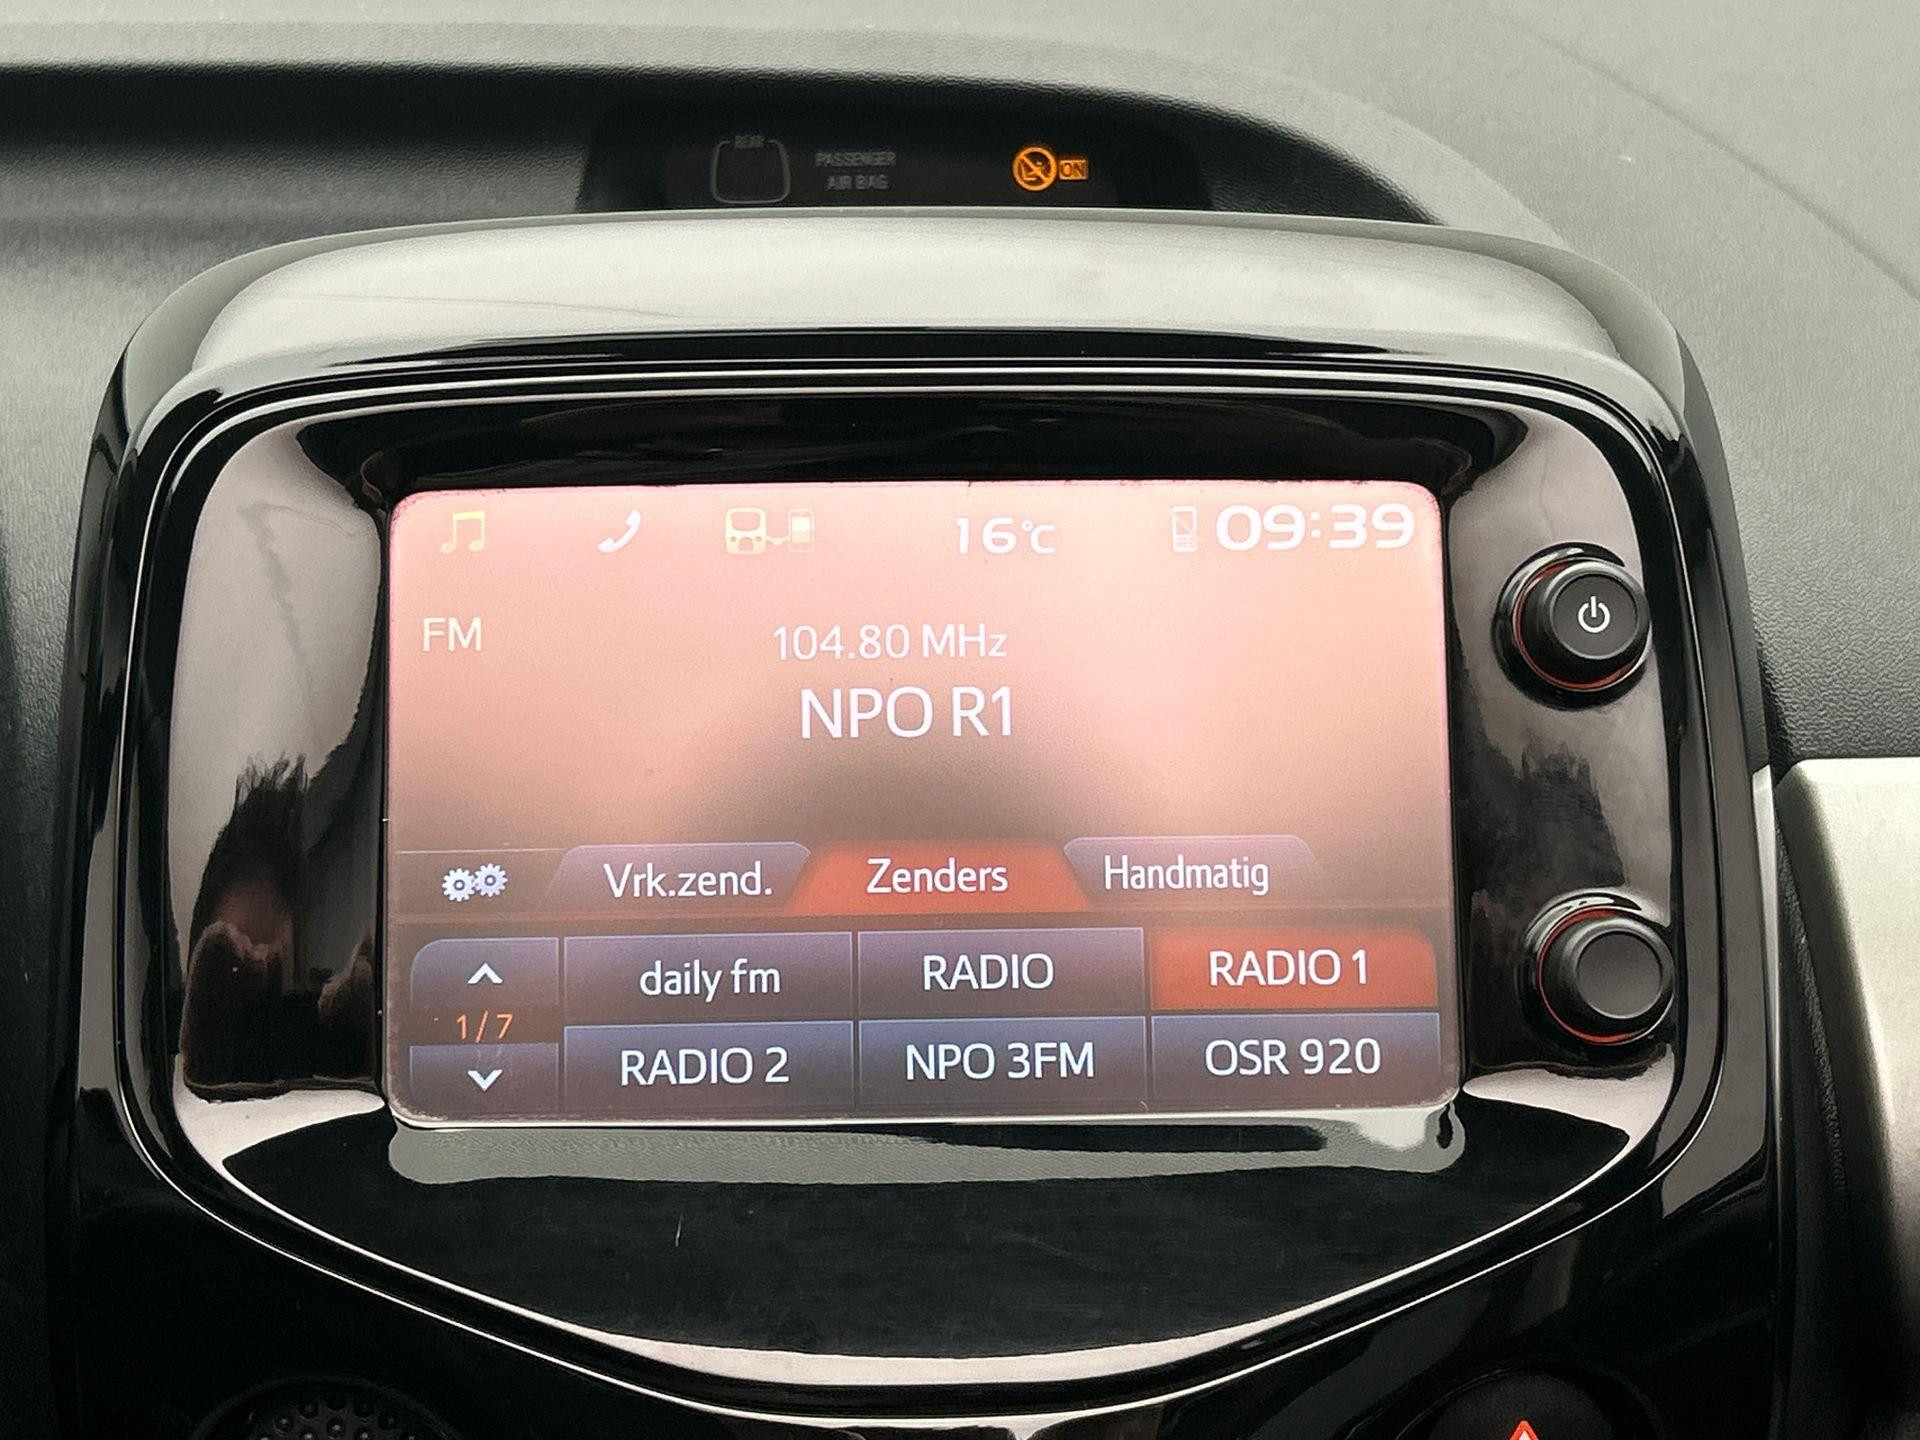 REAR
PASSENGER
AIR BAG
ON
16°C
09:39
FM
104.80 MHz
NPO R1
Vrk.zend.
Zenders
Handmatig
daily fm
RADIO
RADIO 1
1/7
RADIO 2
NPO 3FM
OSR 920